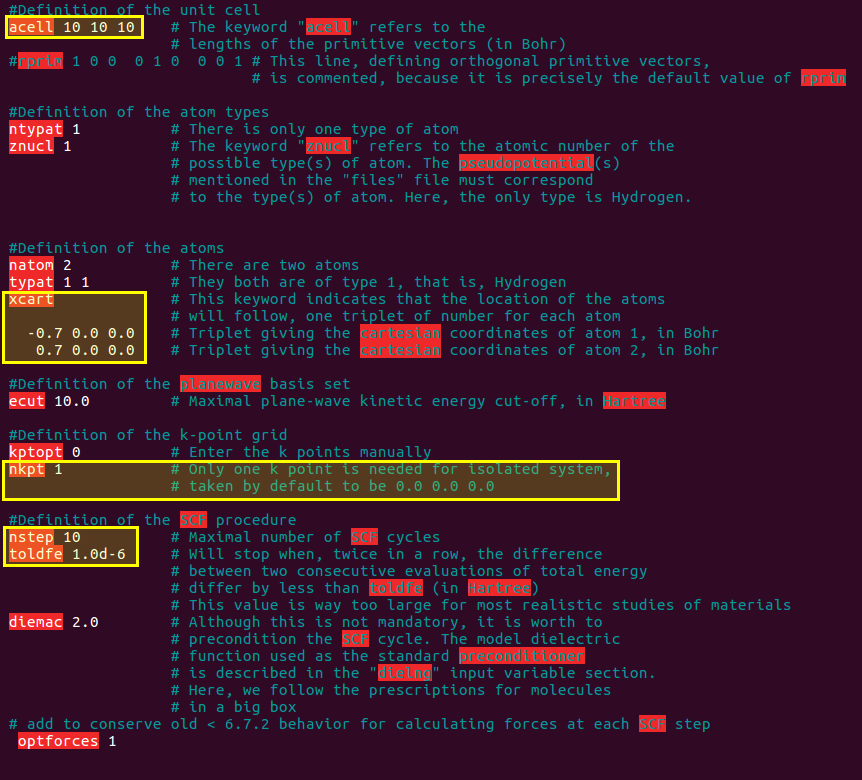 #Definition of the unit cell
acell 10 10 10    # The keyword "acell" refers to the
                  # lengths of the primitive vectors (in Bohr)
#rprim 1 0 0  0 1 0  0 0 1 # This line, defining orthogonal primitive vectors,
                           # is commented, because it is precisely the default value of rprim
#Definition of the atom types
ntypat 1          # There is only one type of atom
znucl 1           # The keyword "znucl" refers to the atomic number of the
                  # possible type(s) of atom. The pseudopotential(s)
                  # mentioned in the "files" file must correspond
                  # to the type(s) of atom. Here, the only type is Hydrogen.
#Definition of the atoms
natom 2           # There are two atoms
typat 1 1         # They both are of type 1, that is, Hydrogen
xcart             # This keyword indicates that the location of the atoms
                  # will follow, one triplet of number for each atom
  -0.7 0.0 0.0    # Triplet giving the cartesian coordinates of atom 1, in Bohr
   0.7 0.0 0.0    # Triplet giving the cartesian coordinates of atom 2, in Bohr
#Definition of the planewave basis set
ecut 10.0         # Maximal plane-wave kinetic energy cut-off, in Hartree
#Definition of the k-point grid
kptopt 0          # Enter the k points manually
nkpt 1            # Only one k point is needed for isolated system,
                  # taken by default to be 0.0 0.0 0.0
#Definition of the SCF procedure
nstep 10          # Maximal number of SCF cycles
toldfe 1.0d-6     # Will stop when, twice in a row, the difference
                  # between two consecutive evaluations of total energy
                  # differ by less than toldfe (in Hartree)
                  # This value is way too large for most realistic studies of materials
diemac 2.0        # Although this is not mandatory, it is worth to
                  # precondition the SCF cycle. The model dielectric
                  # function used as the standard preconditioner
                  # is described in the "dielng" input variable section.
                  # Here, we follow the prescriptions for molecules
                  # in a big box
# add to conserve old < 6.7.2 behavior for calculating forces at each SCF step
 optforces 1